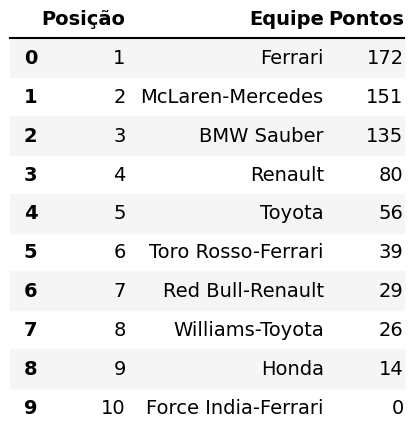 Posição Equipe Pontos
0 1 Ferrari 172
1 2 McLaren-Mercedes 151
2 3 BMW Sauber 135
3 4 Renault 80
4 5 Toyota 56
5 6 Toro Rosso-Ferrari 39
6 7 Red Bull-Renault 29
7 8 Williams-Toyota 26
8 9 Honda 14
9 10 Force India-Ferrari 0